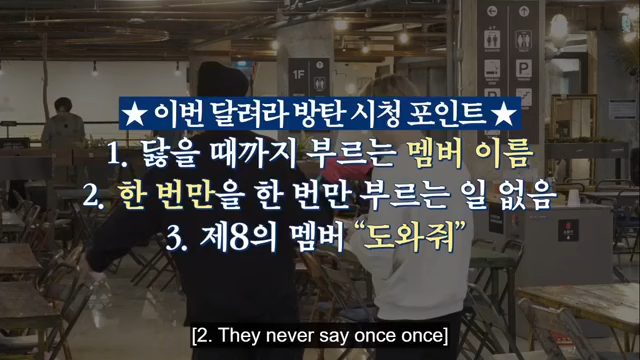 1F
★이번 달려라 방탄 시청 포인트★
1. 닳을 때까지 부르는 멤버 이름
2. 한 번만을 한 번만 부르는 일 없음
3. 제8의 멤버 “도와줘”
[2. They never say once once]